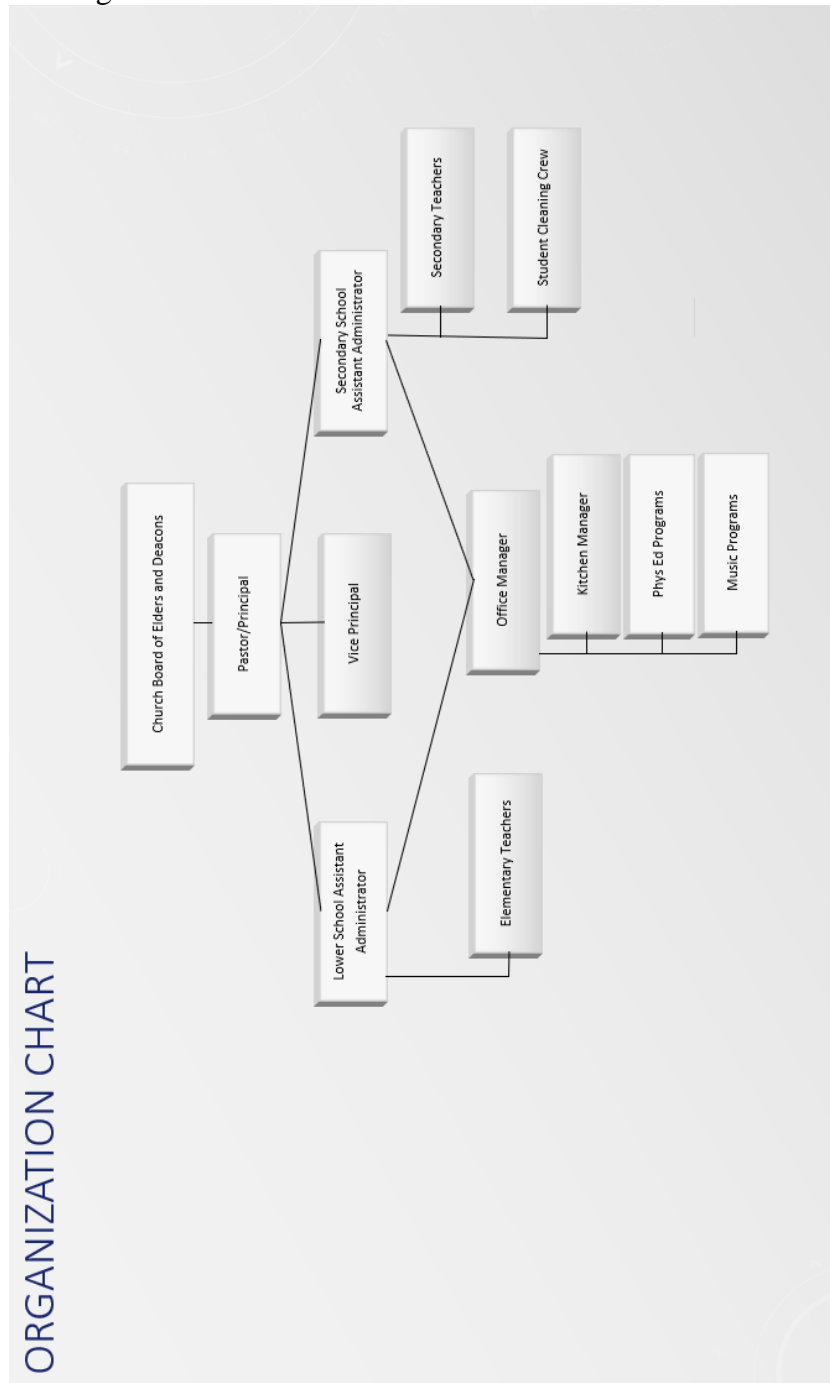 ORGANIZATION CHART
Church Board of Elders and Deacons
Pastor/Principal
Lower School Assistant
Administrator
Vice Principal
Secondary School
Assistant Administrator
Elementary Teachers
Office Manager
Secondary Teachers
Kitchen Manager
Student Cleaning Crew
Phys Ed Programs
Music Programs